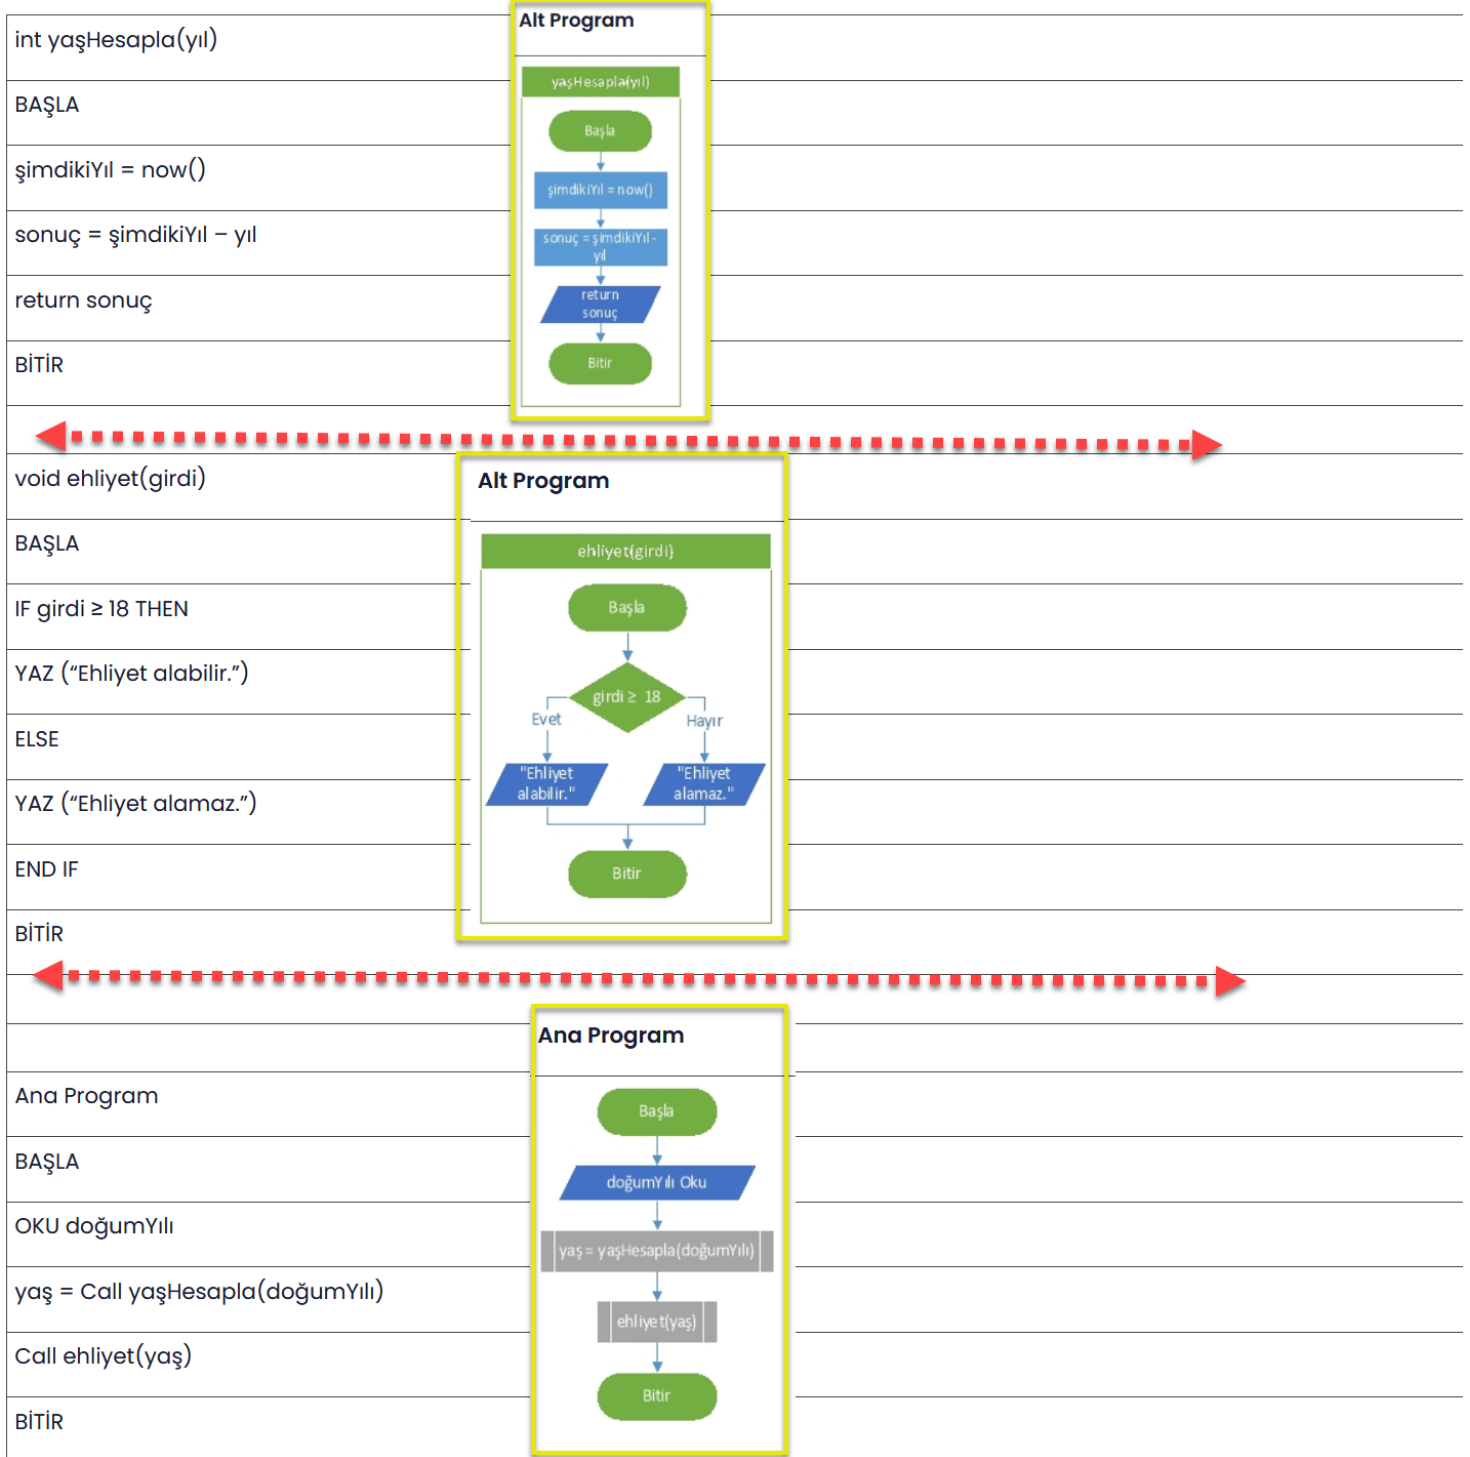 int yaşHesapla(yıl)
BAŞLA
şimdikiYıl = now()
sonuç = şimdikiYıl – yıl
return sonuç
BİTİR
Alt Program
yaşHesapla(yıl)
Başla
şimdikiYıl = now()
sonuç = şimdikiYıl -
yıl
return
sonuç
Bitir
void ehliyet(girdi)
BAŞLA
IF girdi ≥ 18 THEN
YAZ (“Ehliyet alabilir.”)
ELSE
YAZ (“Ehliyet alamaz.”)
END IF
BİTİR
Alt Program
ehliyet{girdi}
Başla
girdi ≥ 18
Evet
Hayır
"Ehliyet
alabilir."
"Ehliyet
alamaz."
Bitir
Ana Program
BAŞLA
OKU doğumYılı
yaş = Call yaşHesapla(doğumYılı)
Call ehliyet(yaş)
BİTİR
Ana Program
Başla
doğumYılı Oku
yaş = yaşHesapla(doğumYılı)
ehliyet(yaş)
Bitir